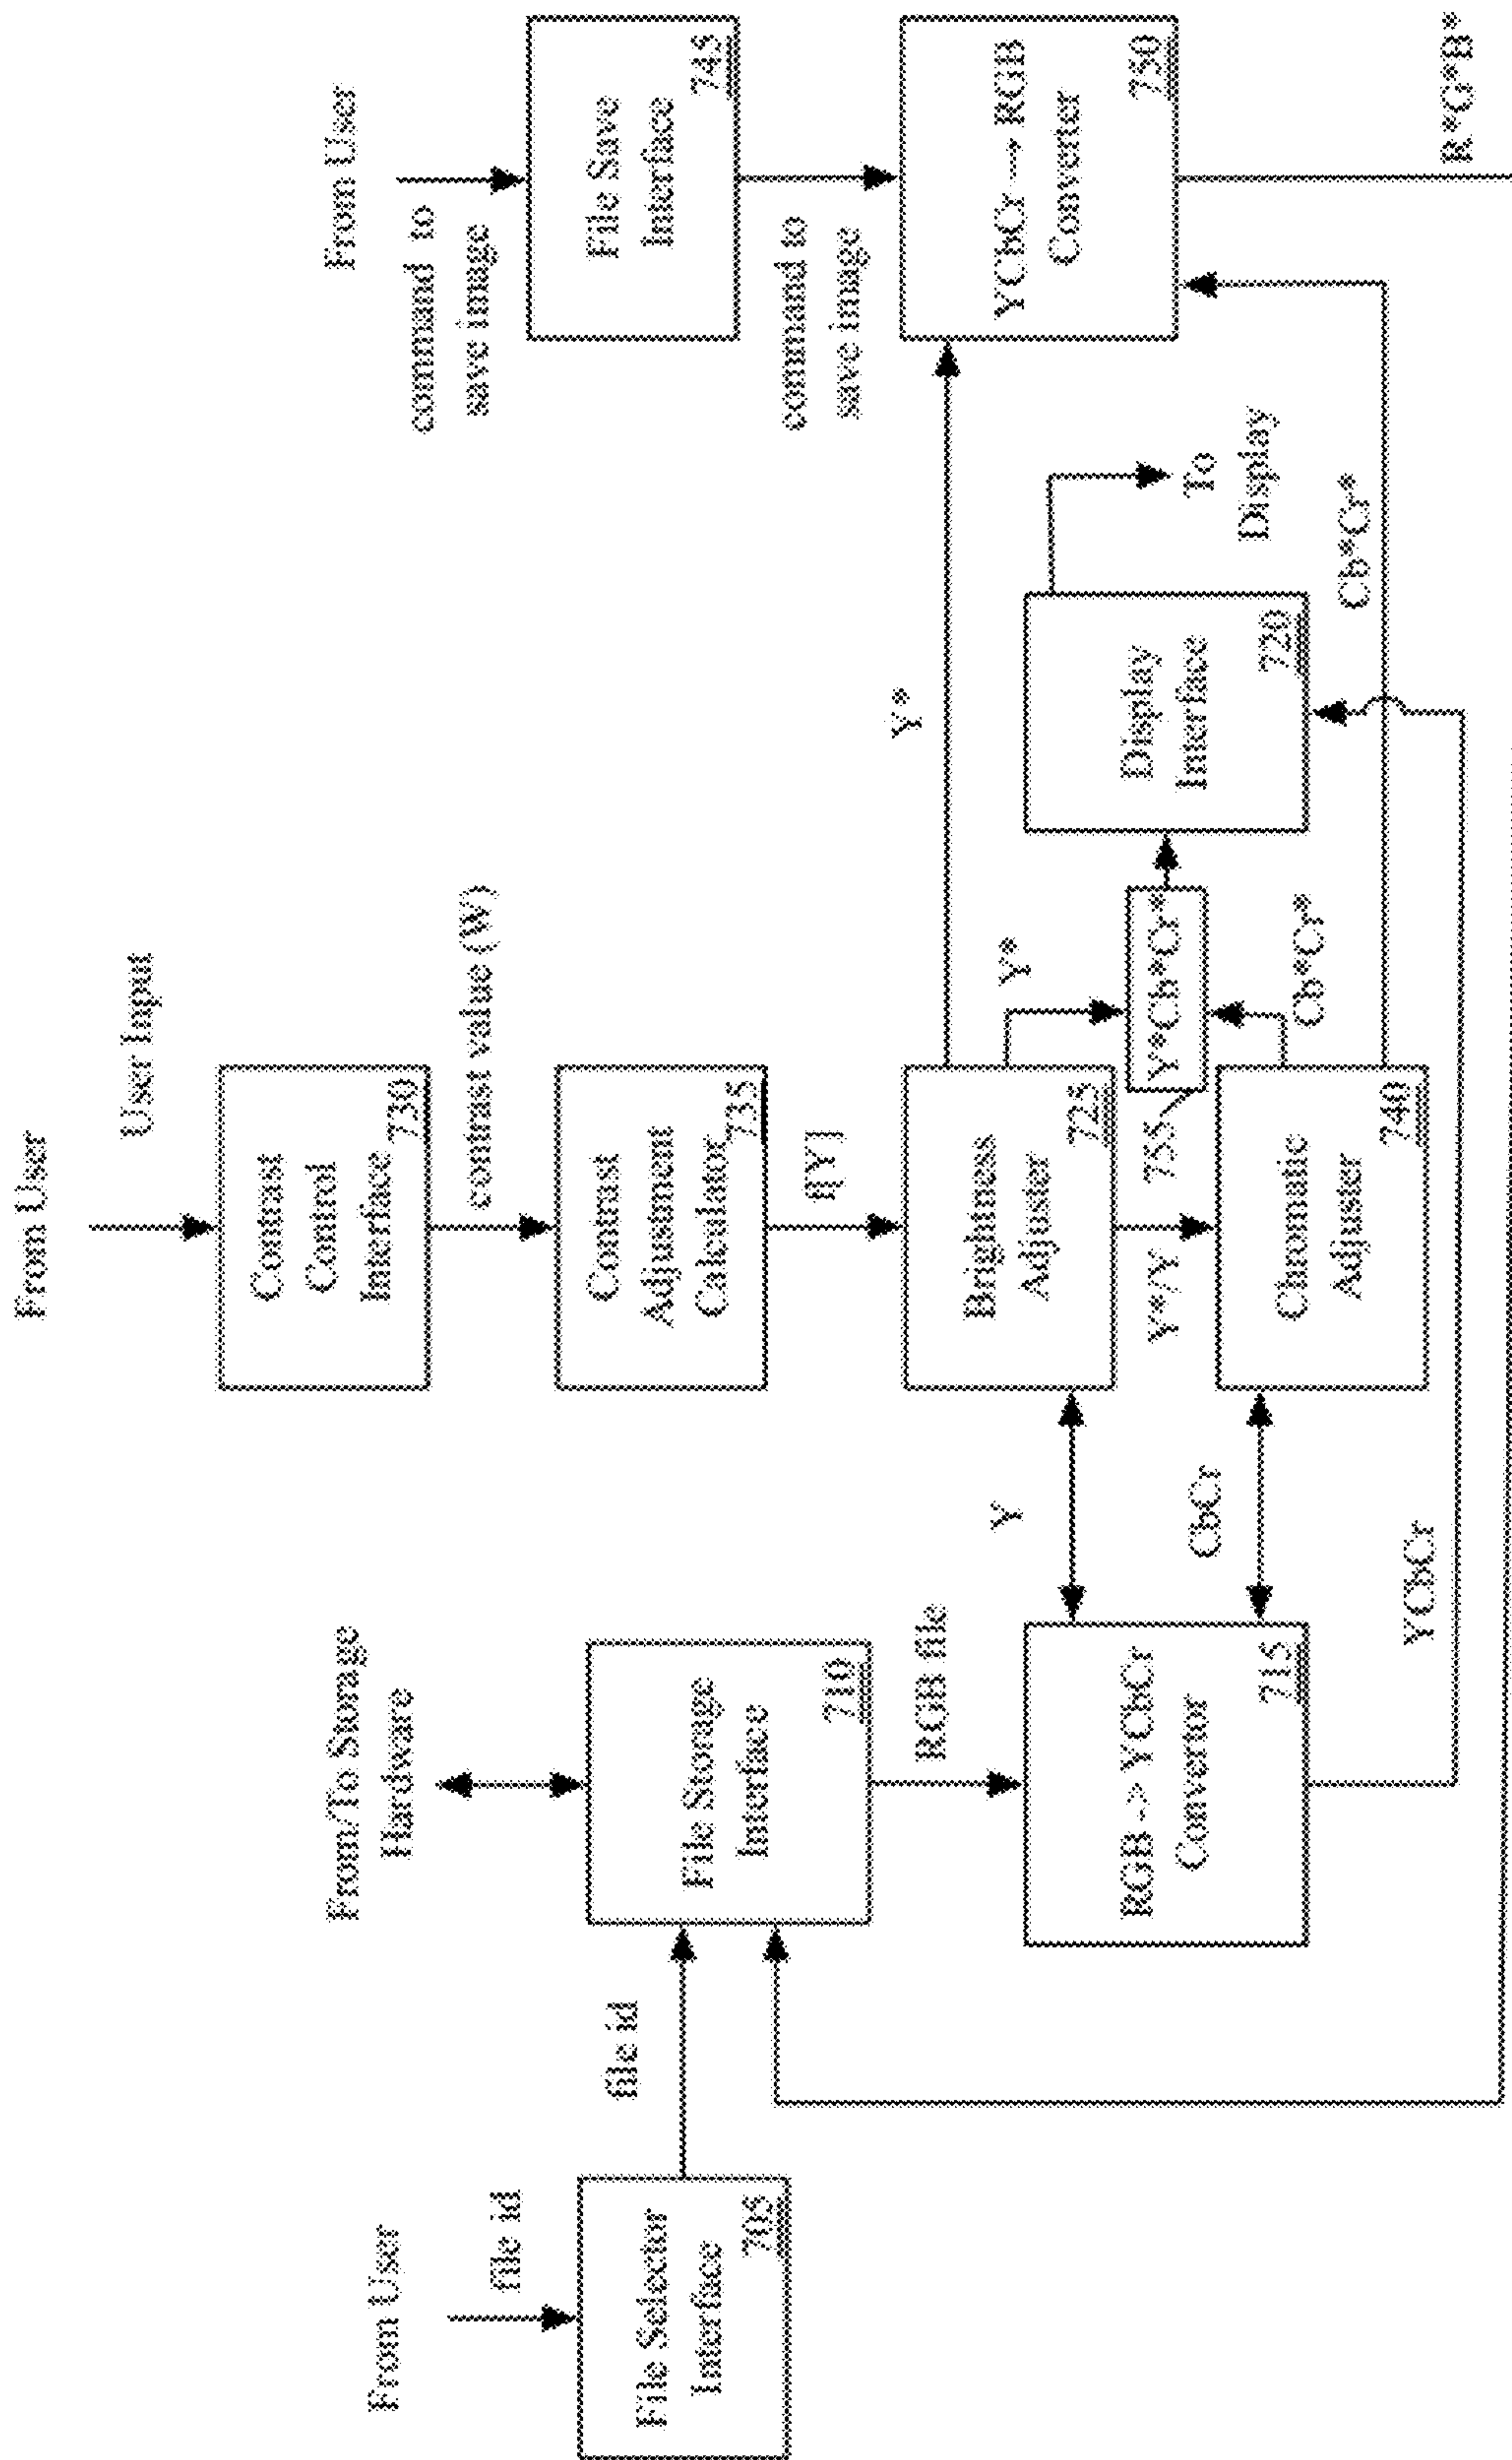 From User
User Input
Contrast
Control
Interface
730
contrast value (W)
Contrast
Adjustment
Calculator
735
f[Y]
From User
file id
File Selector
Interface
705
file id
From/To Storage
Hardware
File Storage
Interface
710
RGB file
RGB -> YCbCr
Convertor
715
Y
CbCr
YCbCr
Brightness
Adjuster
725
Y*/Y
755
Chromatic
Adjuster
740
Y*
Y*
Y*Cb*Cr*
Cb*Cr*
Display
Interface
720
To
Display
Cb*Cr*
From User
command to
save image
File Save
Interface
745
command to
save image
YCbCr → RGB
Converter
750
R*G*B*